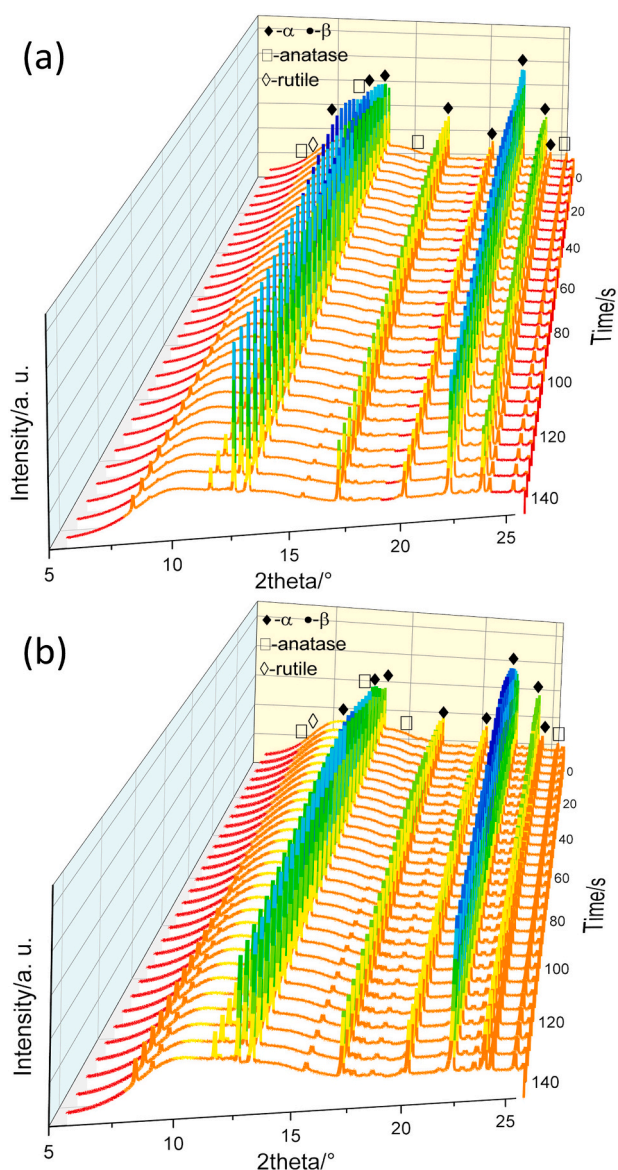 (a)
◆-α ●-β
□-anatase
◇-rutile
0
20
40
60
80
100
120
140
Time/s
Intensity/a. u.
5
10
15
20
25
2theta/°
(b)
◆-α ●-β
□-anatase
◇-rutile
0
20
40
60
80
100
120
140
Time/s
Intensity/a. u.
5
10
15
20
25
2theta/°